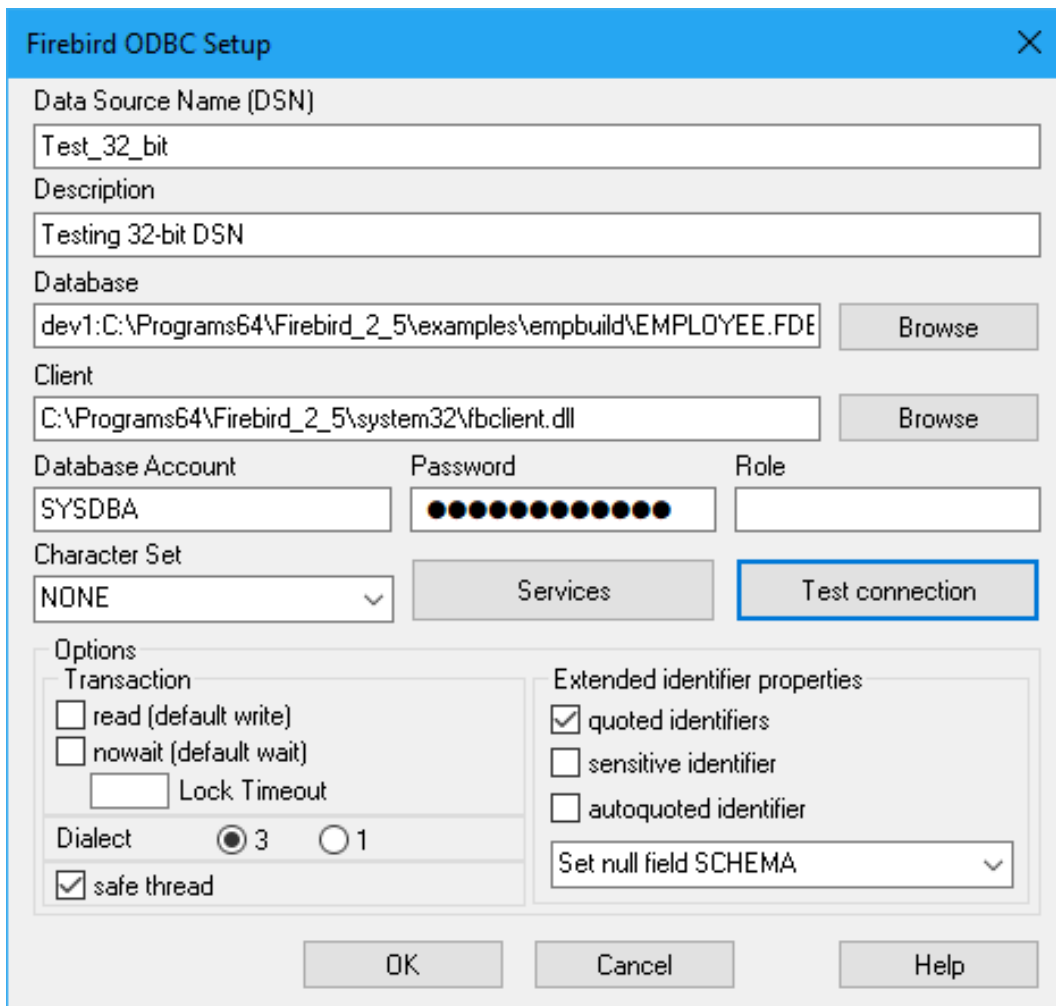 Firebird ODBC Setup
Data Source Name (DSN)
Test_32_bit
Description
Testing 32-bit DSN
Database
dev1:C:\Programs64\Firebird_2_5\examples\empbuild\EMPLOYEE.FDB
Browse
Client
C:\Programs64\Firebird_2_5\system32\fbclient.dll
Browse
Database Account Password Role
SYSDBA ●●●●●●●●●●●●
Character Set
NONE Services Test connection
Options
Transaction Extended identifier properties
read (default write) quoted identifiers
nowait (default wait) sensitive identifier
Lock Timeout autoquoted identifier
Dialect 3 1
Set null field SCHEMA
safe thread
OK Cancel Help